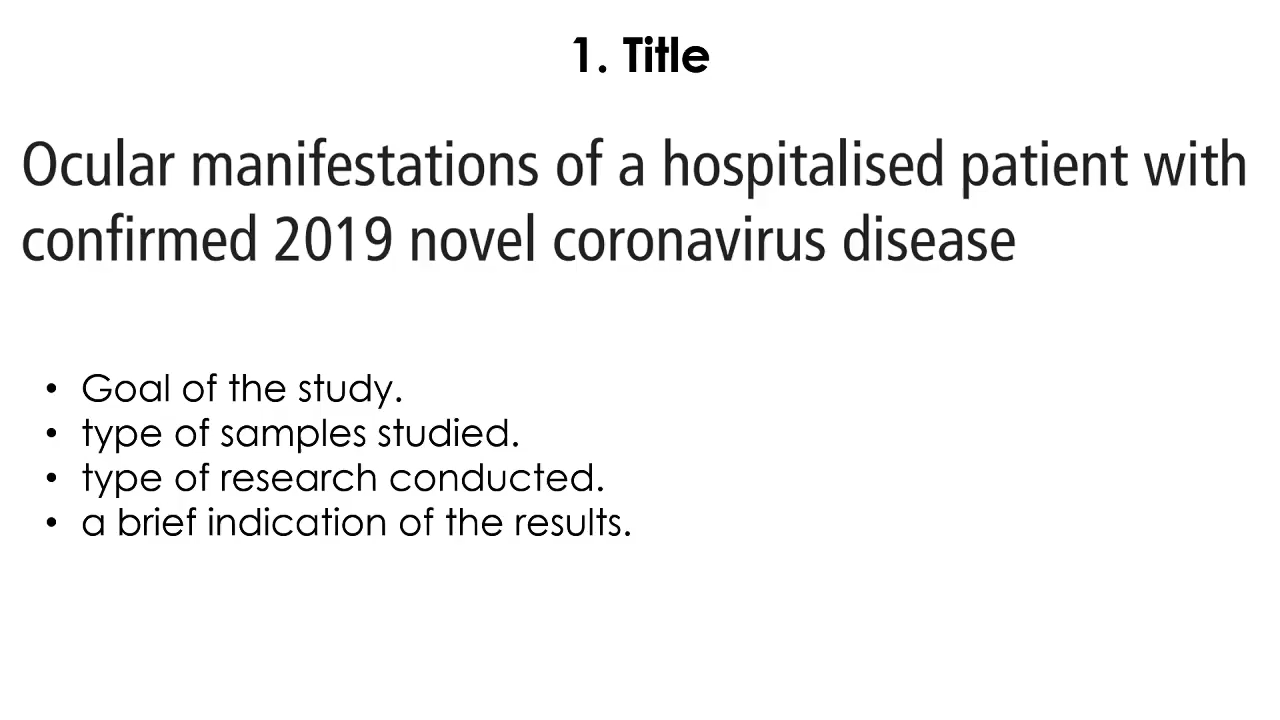 1. Title
Ocular manifestations of a hospitalised patient with
confirmed 2019 novel coronavirus disease
• Goal of the study.
• type of samples studied.
• type of research conducted.
• a brief indication of the results.